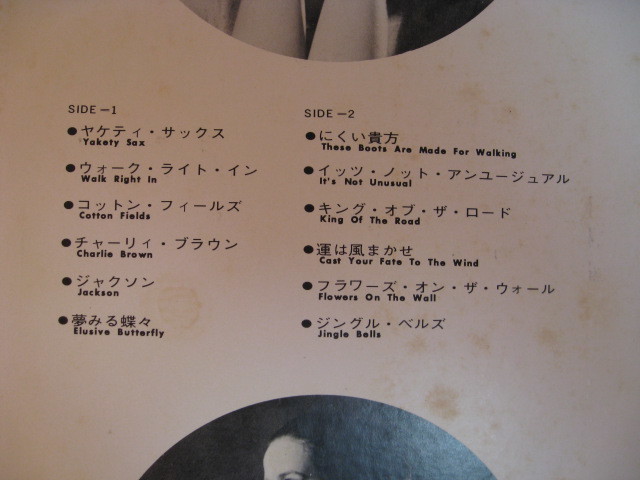 SIDE－1
●ヤケティ・サックス
Yakety Sax
●ウォーク・ライト・イン
Walk Right In
●コットン・フィールズ
Cotton Fields
●チャーリィ・ブラウン
Charlie Brown
●ジャクソン
Jackson
●夢みる蝶々
Elusive Butterfly
SIDE－2
●にくい貴方
These Boots Are Made For Walking
●イッツ・ノット・アンユージュアル
It's Not Unusual
●キング・オブ・ザ・ロード
King Of The Road
●運は風まかせ
Cast Your Fate To The Wind
●フラワーズ・オン・ザ・ウォール
Flowers On The Wall
●ジングル・ベルズ
Jingle Bells